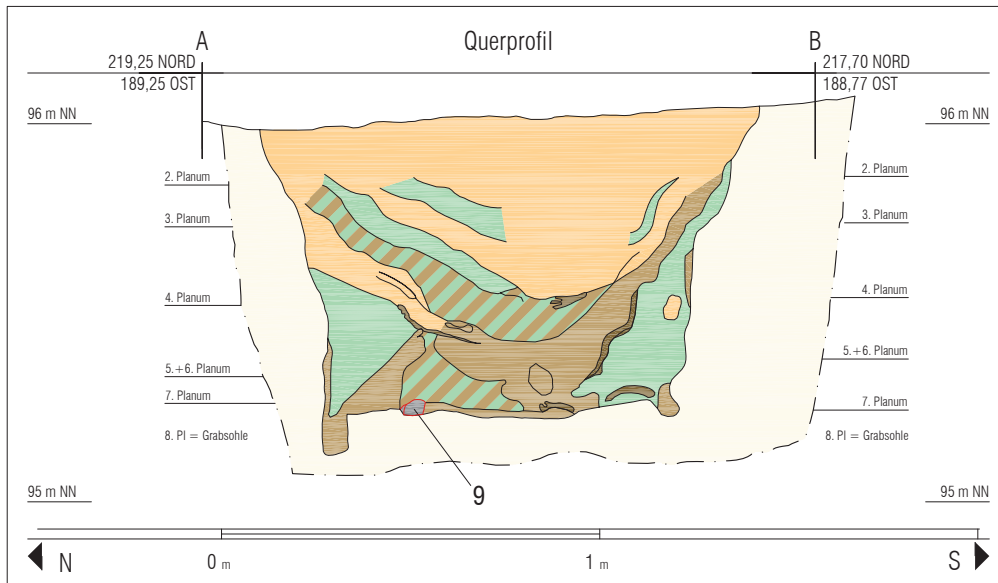 A Querprofil B
219,25 NORD 217,70 NORD
189,25 OST 188,77 OST
96 m NN 96 m NN
2. Planum 2. Planum
3. Planum 3. Planum
4. Planum 4. Planum
5.+6. Planum 5.+6. Planum
7. Planum 7. Planum
8. Pl = Grabsohle 8. Pl = Grabsohle
95 m NN 9 95 m NN
N 0 m 1 m S